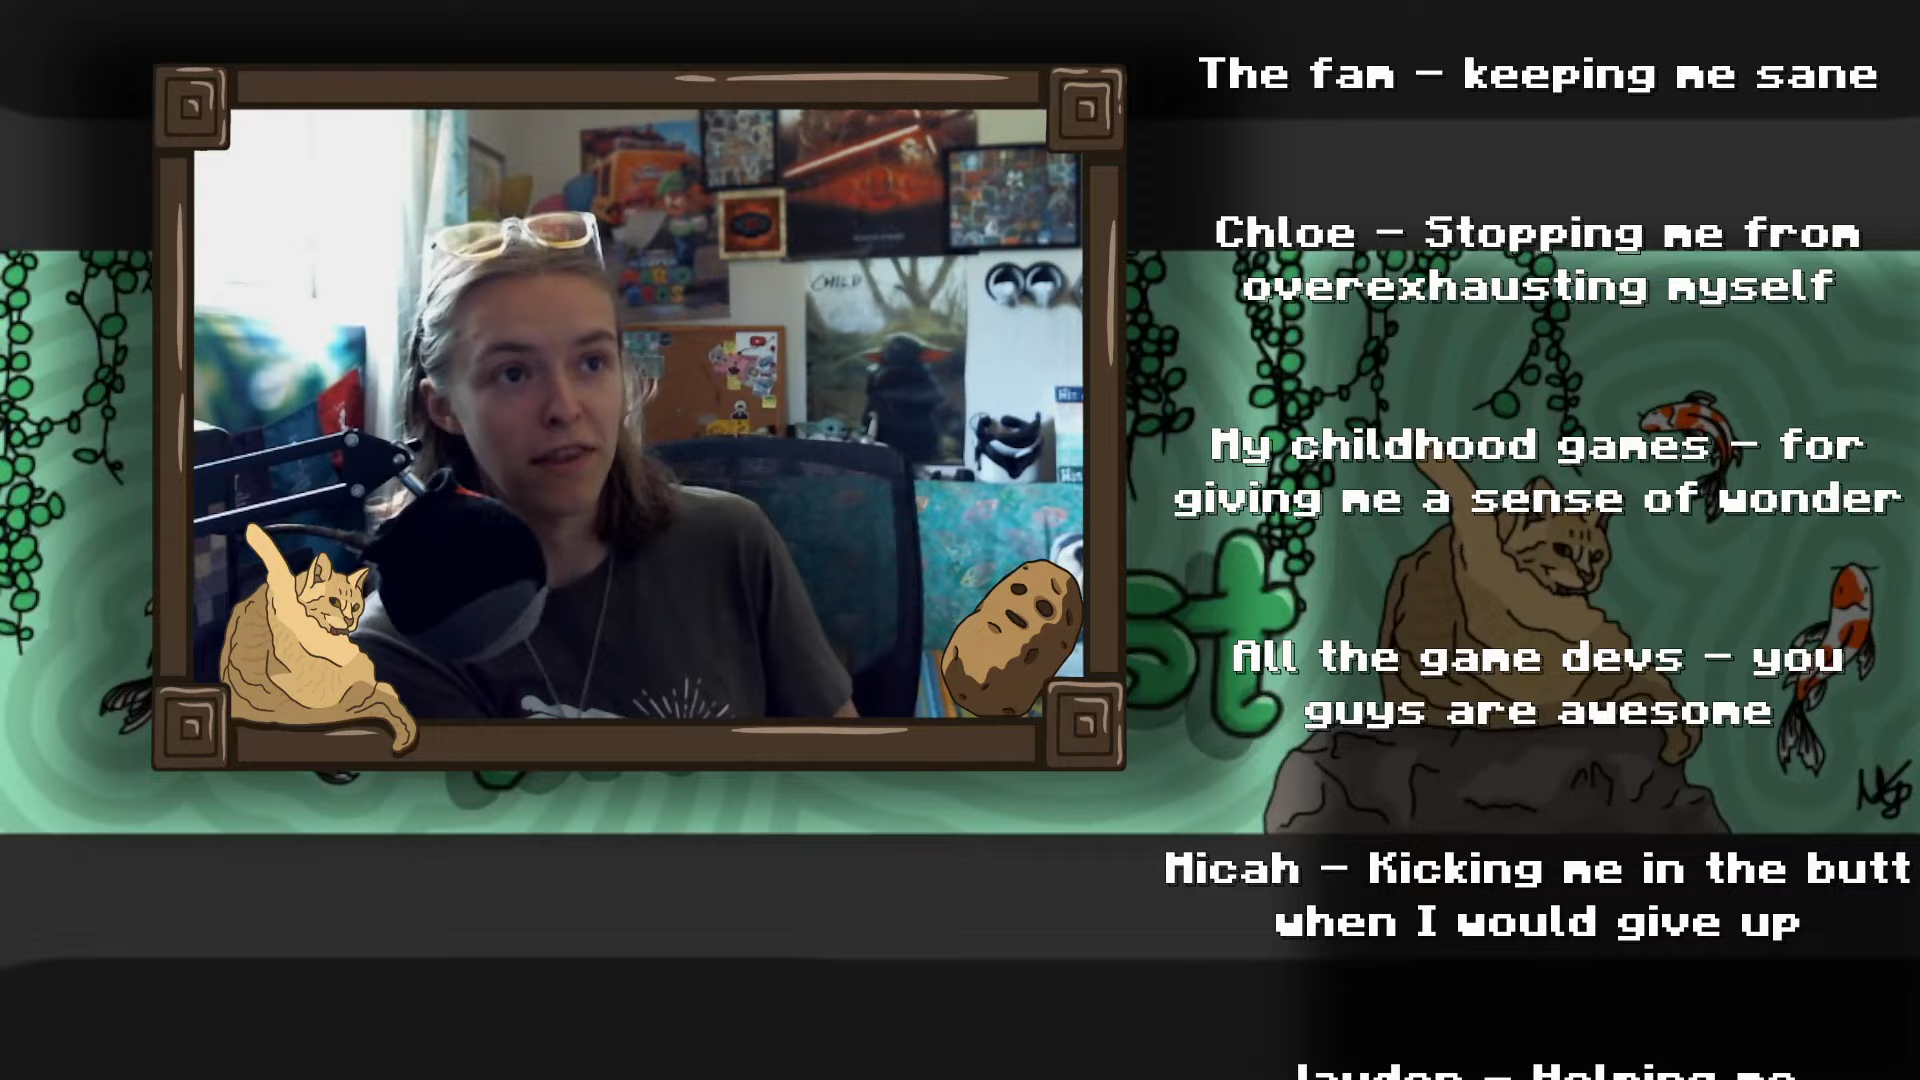 The fam - keeping me sane
Chloe - Stopping me from
overexhausting myself
My childhood games - for
giving me a sense of wonder
All the game devs - you
guys are awesome
Micah - Kicking me in the butt
when I would give up
CHILD
st